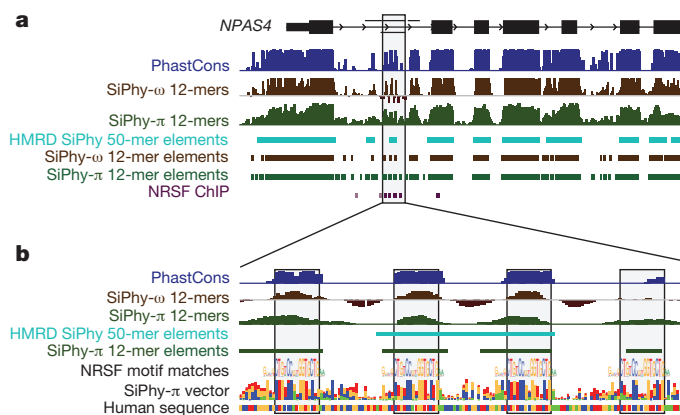 a
NPAS4
PhastCons
SiPhy-ω 12-mers
SiPhy-π 12-mers
HMRD SiPhy 50-mer elements
SiPhy-ω 12-mer elements
SiPhy-π 12-mer elements
NRSF ChIP
b
PhastCons
SiPhy-ω 12-mers
SiPhy-π 12-mers
HMRD SiPhy 50-mer elements
SiPhy-π 12-mer elements
NRSF motif matches
SiPhy-π vector
Human sequence